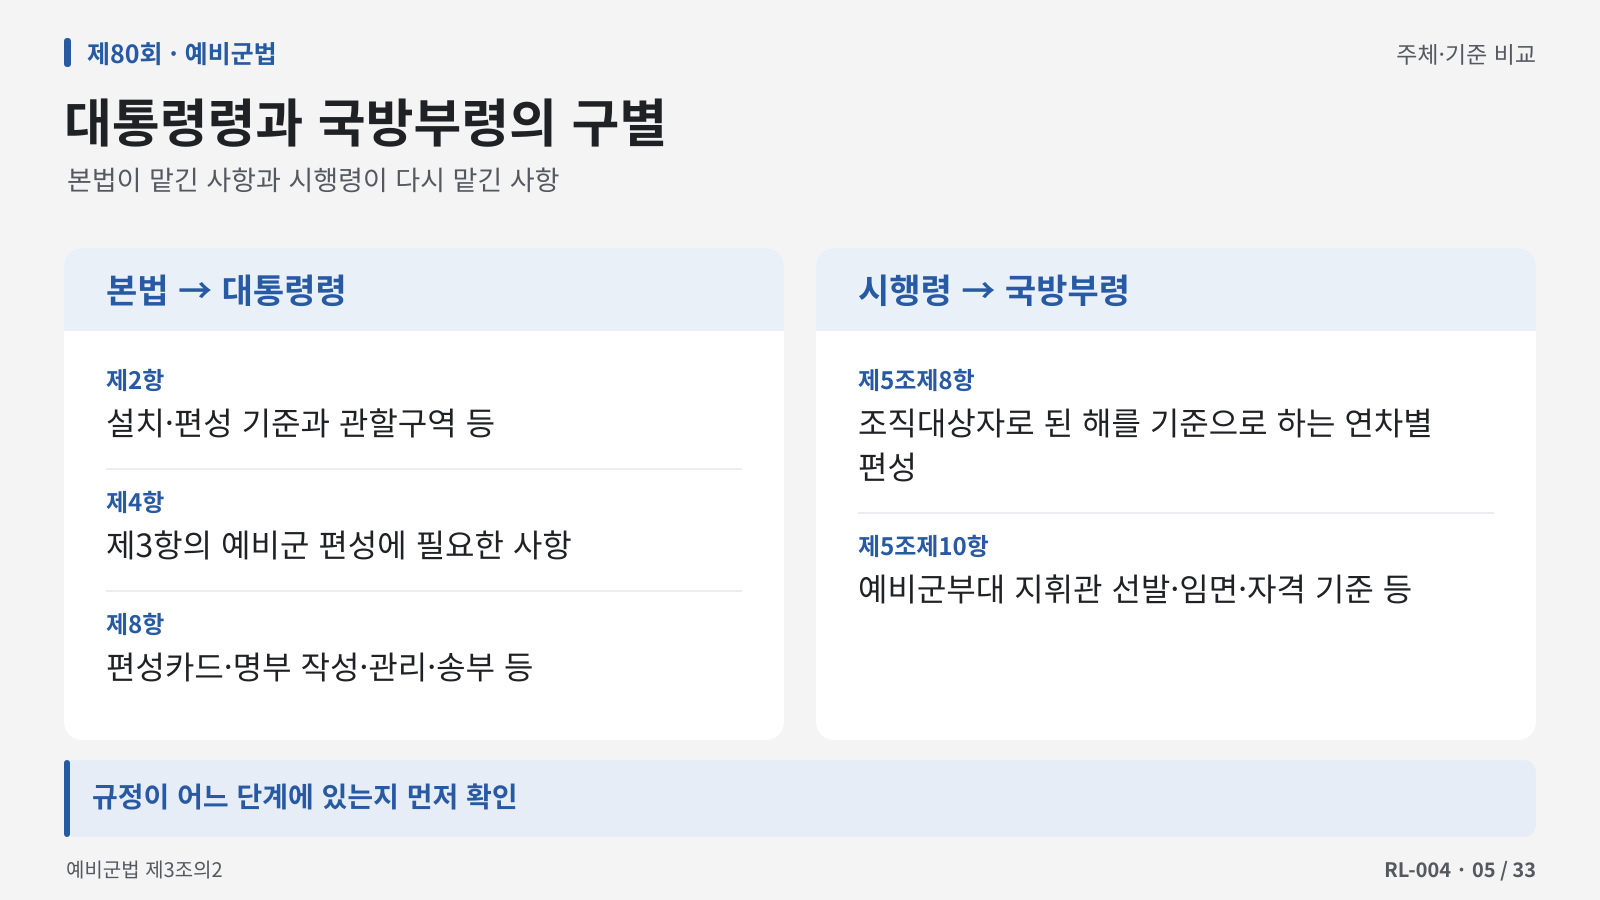 제80회 · 예비군법
주체·기준 비교
대통령령과 국방부령의 구별
본법이 맡긴 사항과 시행령이 다시 맡긴 사항
본법 → 대통령령
제2항
설치·편성 기준과 관할구역 등
제4항
제3항의 예비군 편성에 필요한 사항
제8항
편성카드·명부 작성·관리·송부 등
시행령 → 국방부령
제5조제8항
조직대상자로 된 해를 기준으로 하는 연차별
편성
제5조제10항
예비군부대 지휘관 선발·임면·자격 기준 등
규정이 어느 단계에 있는지 먼저 확인
예비군법 제3조의2
RL-004 · 05 / 33